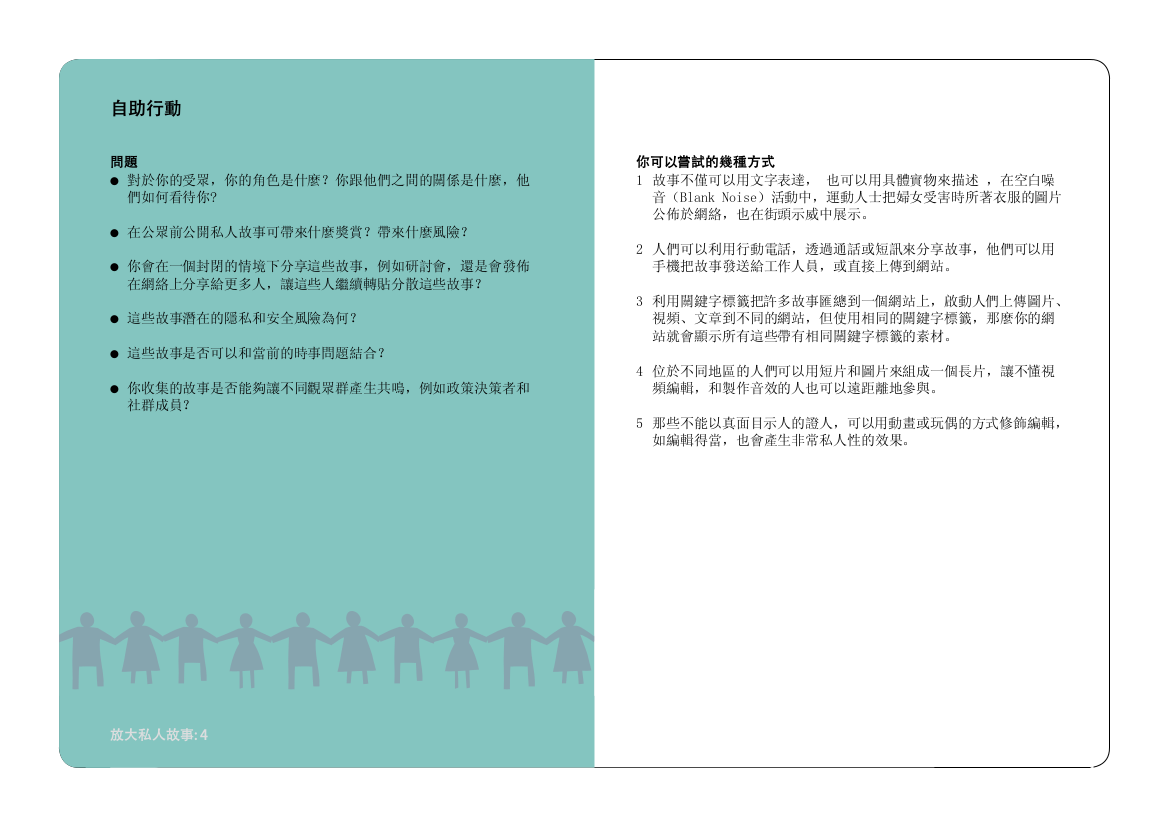 自助行動
問題
● 對於你的受眾，你的角色是什麼？你跟他們之間的關係是什麼，他
們如何看待你?
● 在公眾前公開私人故事可帶來什麼獎賞？帶來什麼風險？
● 你會在一個封閉的情境下分享這些故事，例如研討會，還是會發佈
在網絡上分享給更多人，讓這些人繼續轉貼分散這些故事？
● 這些故事潛在的隱私和安全風險為何？
● 這些故事是否可以和當前的時事問題結合？
● 你收集的故事是否能夠讓不同觀眾群產生共鳴，例如政策決策者和
社群成員？
放大私人故事:4
你可以嘗試的幾種方式
1 故事不僅可以用文字表達， 也可以用具體實物來描述 ，在空白噪
音（Blank Noise）活動中，運動人士把婦女受害時所著衣服的圖片
公佈於網絡，也在街頭示威中展示。
2 人們可以利用行動電話，透過通話或短訊來分享故事，他們可以用
手機把故事發送給工作人員，或直接上傳到網站。
3 利用關鍵字標籤把許多故事匯總到一個網站上，啟動人們上傳圖片、
視頻、文章到不同的網站，但使用相同的關鍵字標籤，那麼你的網
站就會顯示所有這些帶有相同關鍵字標籤的素材。
4 位於不同地區的人們可以用短片和圖片來組成一個長片，讓不懂視
頻編輯，和製作音效的人也可以遠距離地參與。
5 那些不能以真面目示人的證人，可以用動畫或玩偶的方式修飾編輯，
如編輯得當，也會產生非常私人性的效果。